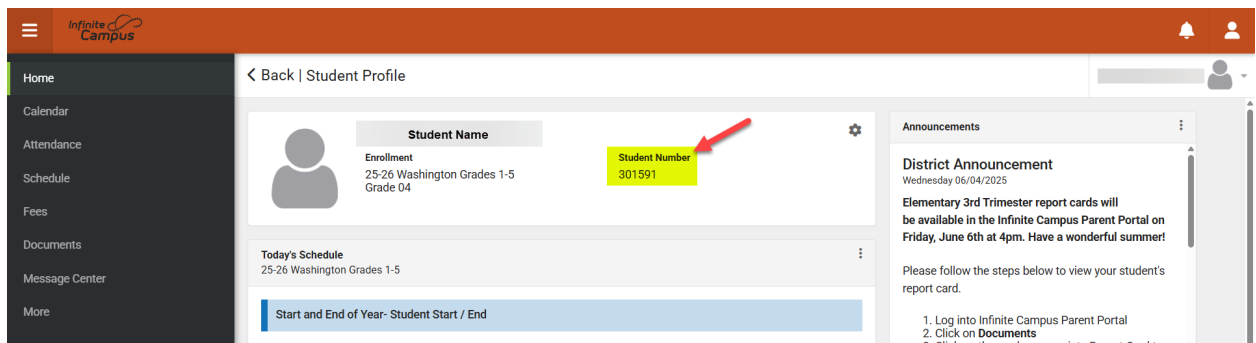 Infinite
Campus
Home
Calendar
Attendance
Schedule
Fees
Documents
Message Center
More
Back | Student Profile
Student Name
Enrollment
25-26 Washington Grades 1-5
Grade 04
Student Number
301591
Today's Schedule
25-26 Washington Grades 1-5
Start and End of Year- Student Start / End
Announcements
District Announcement
Wednesday 06/04/2025
Elementary 3rd Trimester report cards will
be available in the Infinite Campus Parent Portal on
Friday, June 6th at 4pm. Have a wonderful summer!
Please follow the steps below to view your student's
report card.
1. Log into Infinite Campus Parent Portal
2. Click on Documents